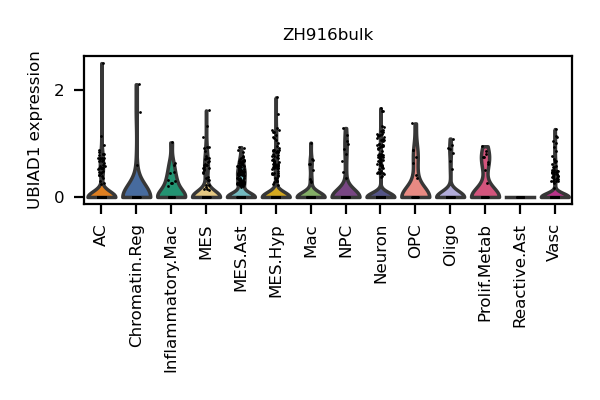 ZH916bulk
UBIAD1 expression
2
0
AC
Chromatin.Reg
Inflammatory.Mac
MES
MES.Ast
MES.Hyp
Mac
NPC
Neuron
OPC
Oligo
Prolif.Metab
Reactive.Ast
Vasc